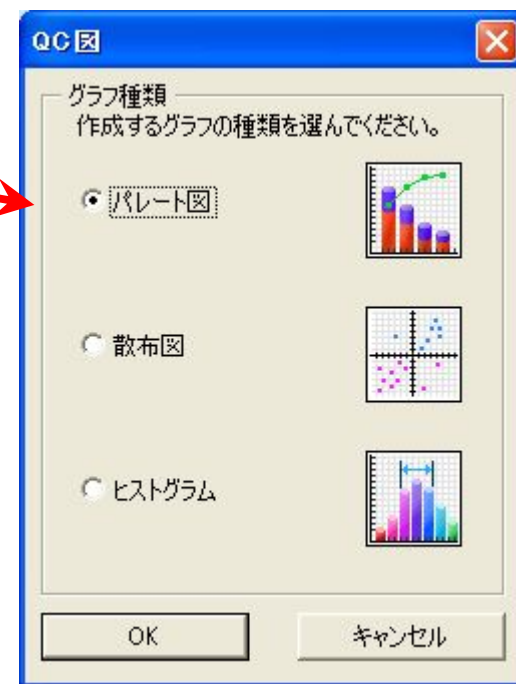 QC図
グラフ種類
作成するグラフの種類を選んでください。
パレート図
散布図
ヒストグラム
OK
キャンセル